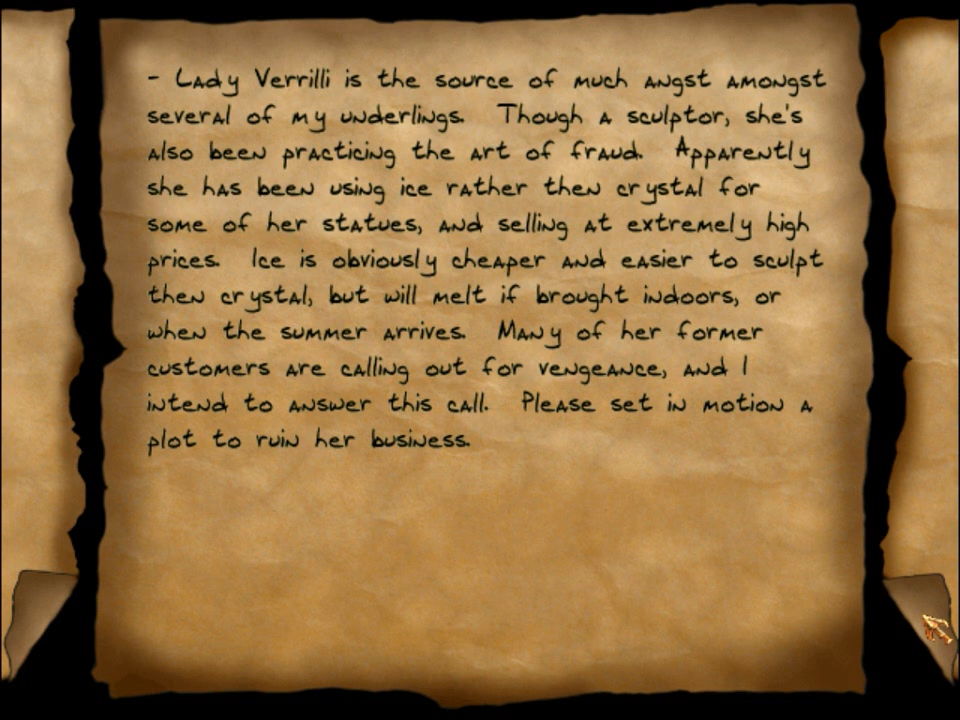 - Lady Verrilli is the source of much angst amongst
several of my underlings.  Though a sculptor, she's
also been practicing the art of fraud.  Apparently
she has been using ice rather then crystal for
some of her statues, and selling at extremely high
prices.  Ice is obviously cheaper and easier to sculpt
then crystal, but will melt if brought indoors, or
when the summer arrives.  Many of her former
customers are calling out for vengeance, and I
intend to answer this call.  Please set in motion a
plot to ruin her business.